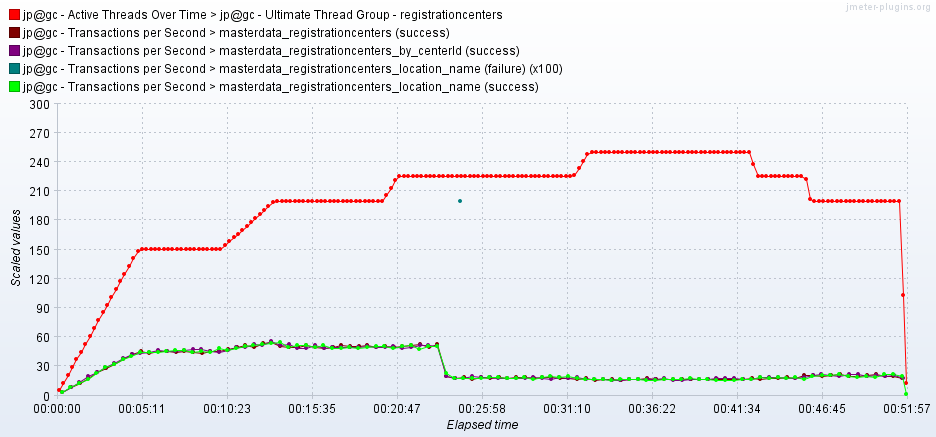 jmeter-plugins.org
jp@gc - Active Threads Over Time > jp@gc - Ultimate Thread Group - registrationcenters
jp@gc - Transactions per Second > masterdata_registrationcenters (success)
jp@gc - Transactions per Second > masterdata_registrationcenters_by_centerId (success)
jp@gc - Transactions per Second > masterdata_registrationcenters_location_name (failure) (x100)
jp@gc - Transactions per Second > masterdata_registrationcenters_location_name (success)
300
270
240
210
180
150
120
90
60
30
0
Scaled values
00:00:00 00:05:11 00:10:23 00:15:35 00:20:47 00:25:58 00:31:10 00:36:22 00:41:34 00:46:45 00:51:57
Elapsed time